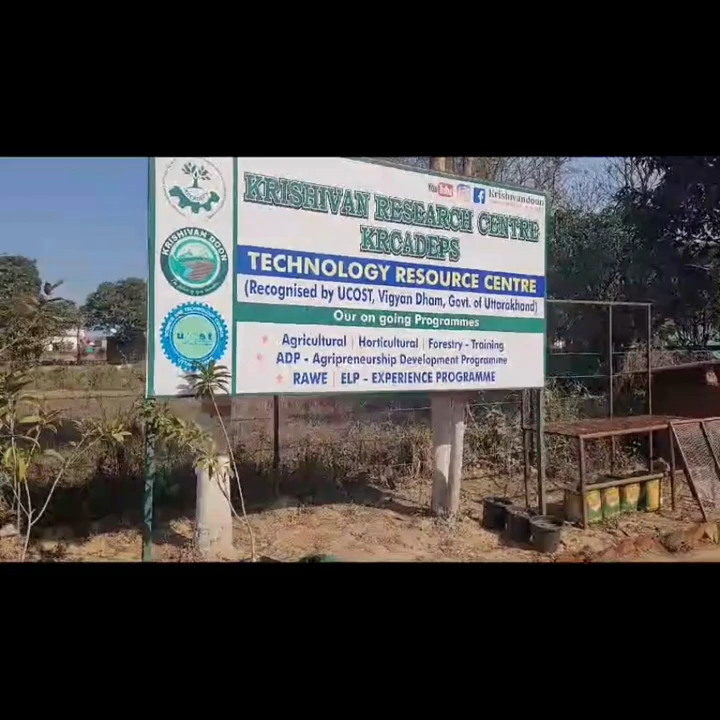 YouTube Krishivandoon
KRISHIVAN RESEARCH CENTRE
KRCADEPS
TECHNOLOGY RESOURCE CENTRE
(Recognised by UCOST, Vigyan Dham, Govt. of Uttarakhand)
Our on going Programmes
Agricultural | Horticultural | Forestry - Training
ADP - Agripreneurship Development Programme
RAWE | ELP - EXPERIENCE PROGRAMME
KRISHIVAN DOON